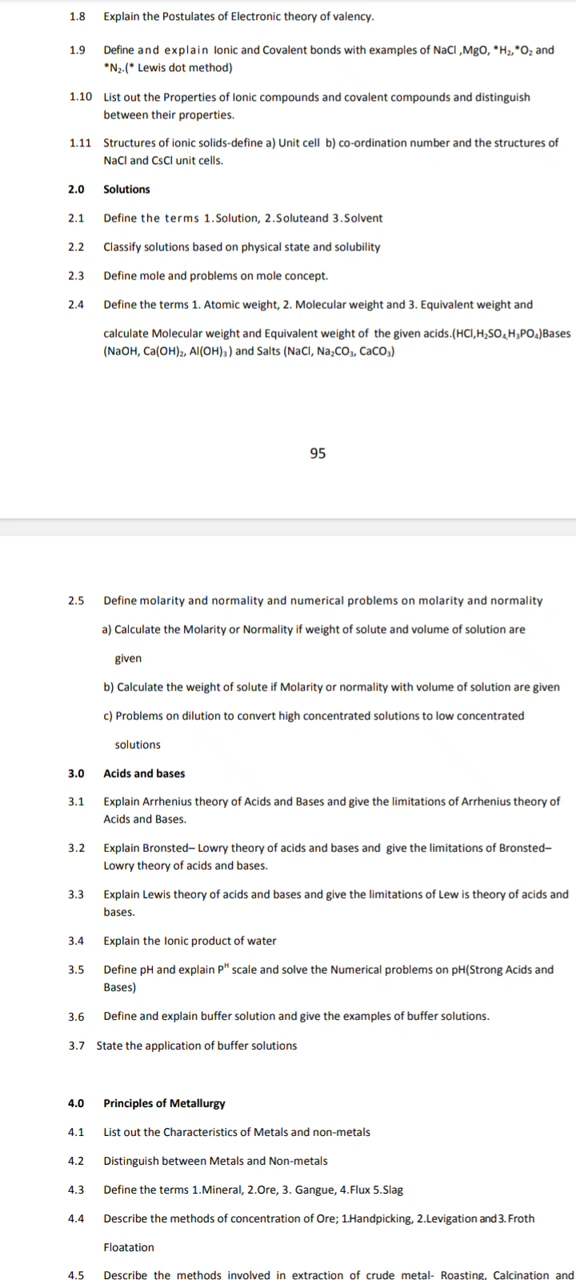 1.8 Explain the Postulates of Electronic theory of valency.
1.9 Define and explain Ionic and Covalent bonds with examples of NaCl ,MgO, *H₂,*O₂ and
*N₂.(* Lewis dot method)
1.10 List out the Properties of Ionic compounds and covalent compounds and distinguish
between their properties.
1.11 Structures of ionic solids-define a) Unit cell b) co-ordination number and the structures of
NaCl and CsCl unit cells.
2.0 Solutions
2.1 Define the terms 1.Solution, 2.Soluteand 3.Solvent
2.2 Classify solutions based on physical state and solubility
2.3 Define mole and problems on mole concept.
2.4 Define the terms 1. Atomic weight, 2. Molecular weight and 3. Equivalent weight and
calculate Molecular weight and Equivalent weight of the given acids.(HCl,H₂SO₄,H₃PO₄)Bases
(NaOH, Ca(OH)₂, Al(OH)₃) and Salts (NaCl, Na₂CO₃, CaCO₃)
95
2.5 Define molarity and normality and numerical problems on molarity and normality
a) Calculate the Molarity or Normality if weight of solute and volume of solution are
given
b) Calculate the weight of solute if Molarity or normality with volume of solution are given
c) Problems on dilution to convert high concentrated solutions to low concentrated
solutions
3.0 Acids and bases
3.1 Explain Arrhenius theory of Acids and Bases and give the limitations of Arrhenius theory of
Acids and Bases.
3.2 Explain Bronsted– Lowry theory of acids and bases and give the limitations of Bronsted–
Lowry theory of acids and bases.
3.3 Explain Lewis theory of acids and bases and give the limitations of Lew is theory of acids and
bases.
3.4 Explain the Ionic product of water
3.5 Define pH and explain Pᴴ scale and solve the Numerical problems on pH(Strong Acids and
Bases)
3.6 Define and explain buffer solution and give the examples of buffer solutions.
3.7 State the application of buffer solutions
4.0 Principles of Metallurgy
4.1 List out the Characteristics of Metals and non-metals
4.2 Distinguish between Metals and Non-metals
4.3 Define the terms 1.Mineral, 2.Ore, 3. Gangue, 4.Flux 5.Slag
4.4 Describe the methods of concentration of Ore; 1.Handpicking, 2.Levigation and 3. Froth
Floatation
4.5 Describe the methods involved in extraction of crude metal- Roasting, Calcination and